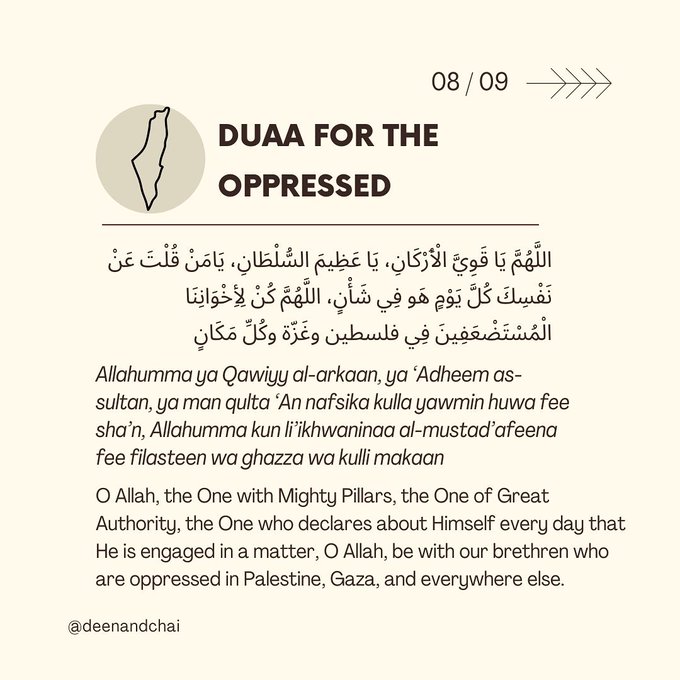 08 / 09
DUAA FOR THE
OPPRESSED
اللَّهُمَّ يَا قَوِيَّ الْأَرْكَانِ، يَا عَظِيمَ السُّلْطَانِ، يَامَنْ قُلْتَ عَنْ
نَفْسِكَ كُلَّ يَوْمٍ هَو فِي شَأْنٍ، اللَّهُمَّ كُنْ لِأِخْوَانِنَا
الْمُسْتَضْعَفِينَ فِي فلسطين وغَزّة وكُلِّ مَكَانٍ
Allahumma ya Qawiyy al-arkaan, ya ‘Adheem as-
sultan, ya man qulta ‘An nafsika kulla yawmin huwa fee
sha’n, Allahumma kun li’ikhwaninaa al-mustad’afeena
fee filasteen wa ghazza wa kulli makaan
O Allah, the One with Mighty Pillars, the One of Great
Authority, the One who declares about Himself every day that
He is engaged in a matter, O Allah, be with our brethren who
are oppressed in Palestine, Gaza, and everywhere else.
@deenandchai